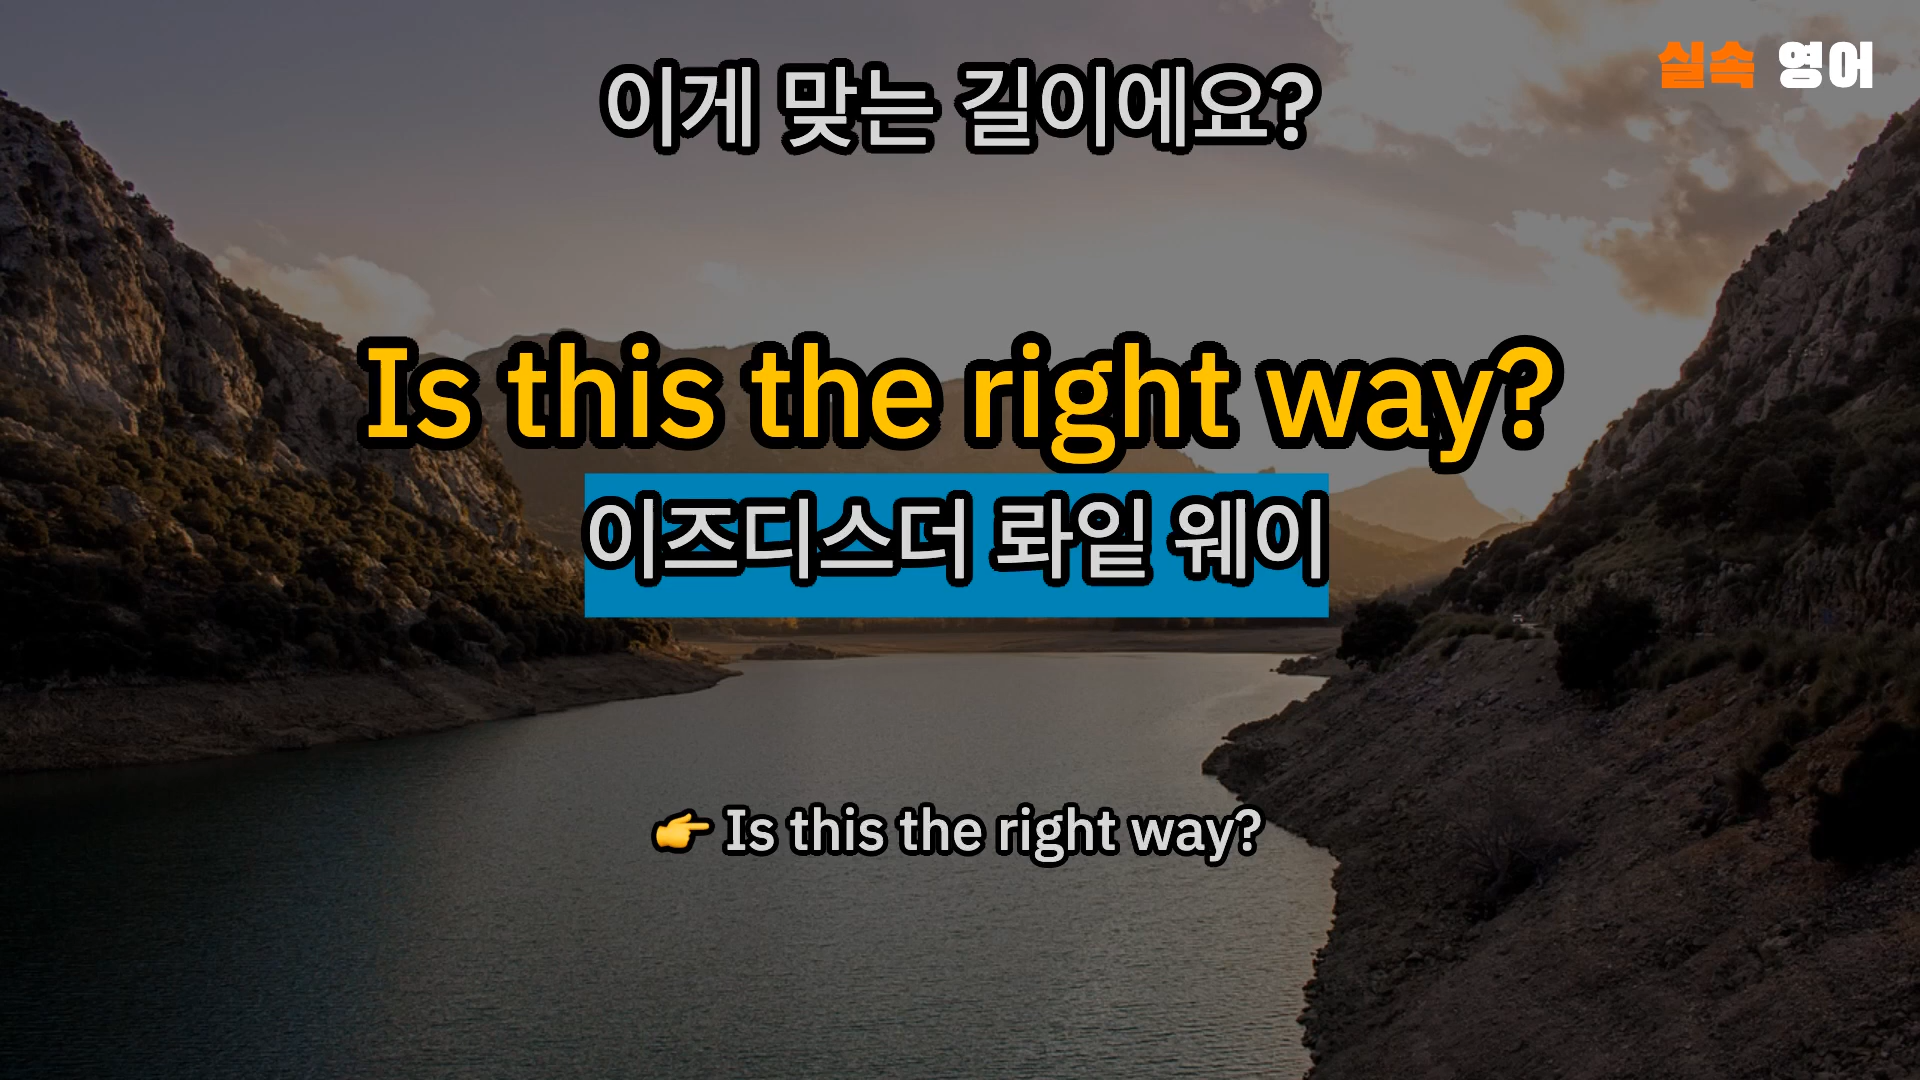 실속 영어
이게 맞는 길이에요?
Is this the right way?
이즈디스더 롸잍 웨이
👉 Is this the right way?